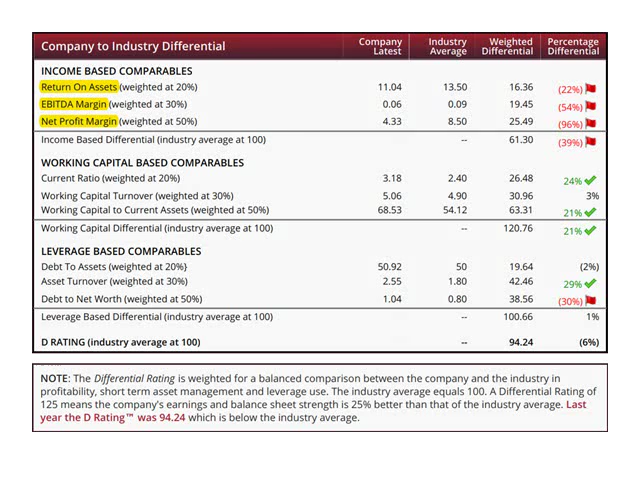 Company to Industry Differential Company Latest Industry Average Weighted Differential Percentage Differential
INCOME BASED COMPARABLES
Return On Assets (weighted at 20%) 11.04 13.50 16.36 (22%)
EBITDA Margin (weighted at 30%) 0.06 0.09 19.45 (54%)
Net Profit Margin (weighted at 50%) 4.33 8.50 25.49 (96%)
Income Based Differential (industry average at 100) -- 61.30 (39%)
WORKING CAPITAL BASED COMPARABLES
Current Ratio (weighted at 20%) 3.18 2.40 26.48 24%
Working Capital Turnover (weighted at 30%) 5.06 4.90 30.96 3%
Working Capital to Current Assets (weighted at 50%) 68.53 54.12 63.31 21%
Working Capital Differential (industry average at 100) -- 120.76 21%
LEVERAGE BASED COMPARABLES
Debt To Assets (weighted at 20%} 50.92 50 19.64 (2%)
Asset Turnover (weighted at 30%) 2.55 1.80 42.46 29%
Debt to Net Worth (weighted at 50%) 1.04 0.80 38.56 (30%)
Leverage Based Differential (industry average at 100) -- 100.66 1%
D RATING (industry average at 100) -- 94.24 (6%)
NOTE: The Differential Rating is weighted for a balanced comparison between the company and the industry in
profitability, short term asset management and leverage use. The industry average equals 100. A Differential Rating of
125 means the company's earnings and balance sheet strength is 25% better than that of the industry average. Last
year the D Rating™ was 94.24 which is below the industry average.